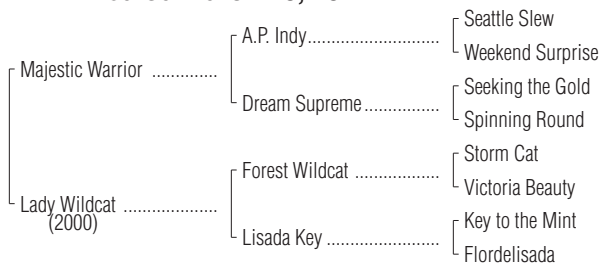 Seattle Slew
A.P. Indy..............................
Weekend Surprise
Majestic Warrior ...............
Seeking the Gold
Dream Supreme.................
Spinning Round
Storm Cat
Forest Wildcat ...................
Victoria Beauty
Lady Wildcat .....................
(2000)
Key to the Mint
Lisada Key .........................
Flordelisada